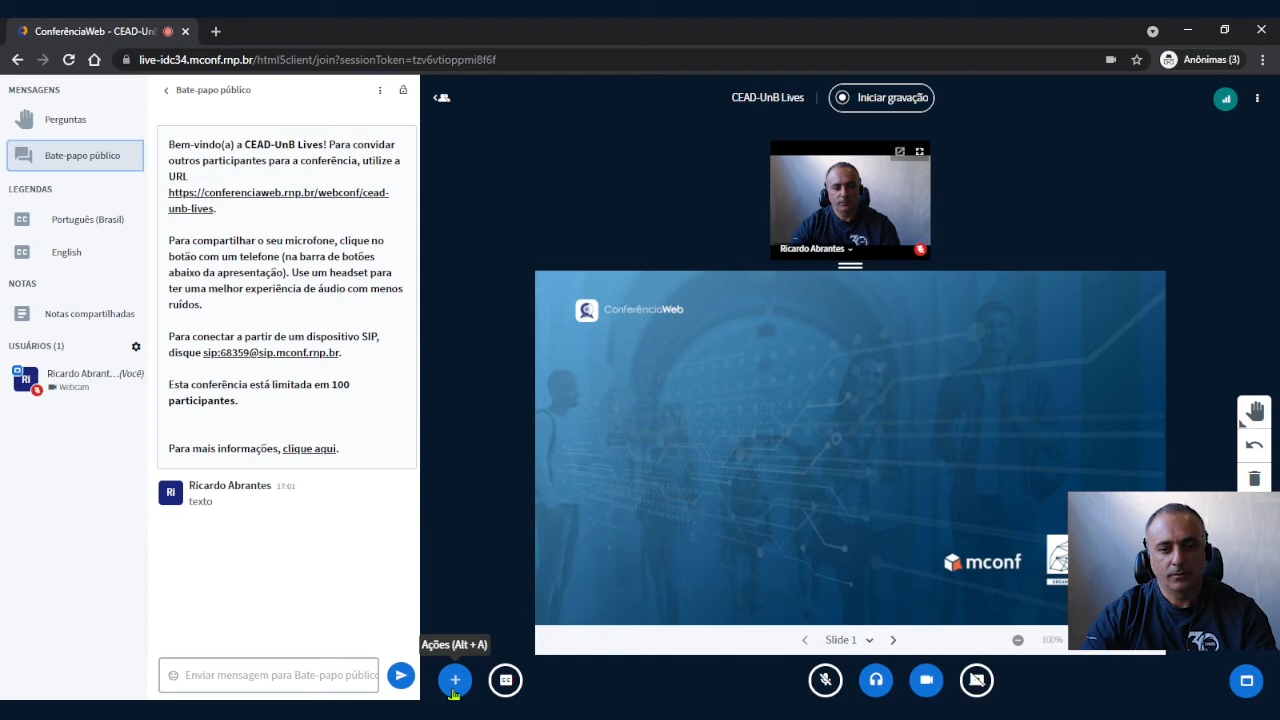 ConferênciaWeb - CEAD-UnB
live-idc34.mconf.rnp.br/html5client/join?sessionToken=tzv6vtioppmi8f6f
Anônimas (3)
MENSAGENS
Perguntas
Bate-papo público
LEGENDAS
CC Português (Brasil)
CC English
NOTAS
Notas compartilhadas
USUÁRIOS (1)
RI
Ricardo Abrant... (Você)
Webcam
Bate-papo público
Bem-vindo(a) a CEAD-UnB Lives! Para convidar
outros participantes para a conferência, utilize a
URL
https://conferenciaweb.rnp.br/webconf/cead-
unb-lives.
Para compartilhar o seu microfone, clique no
botão com um telefone (na barra de botões
abaixo da apresentação). Use um headset para
ter uma melhor experiência de áudio com menos
ruídos.
Para conectar a partir de um dispositivo SIP,
disque sip:68359@sip.mconf.rnp.br.
Esta conferência está limitada em 100
participantes.
Para mais informações, clique aqui.
Ri
Ricardo Abrantes 17:01
texto
Enviar mensagem para Bate-papo público
CEAD-UnB Lives
Iniciar gravação
Ricardo Abrantes
ConferênciaWeb
mconf
Slide 1
100%
Ações (Alt + A)
CC